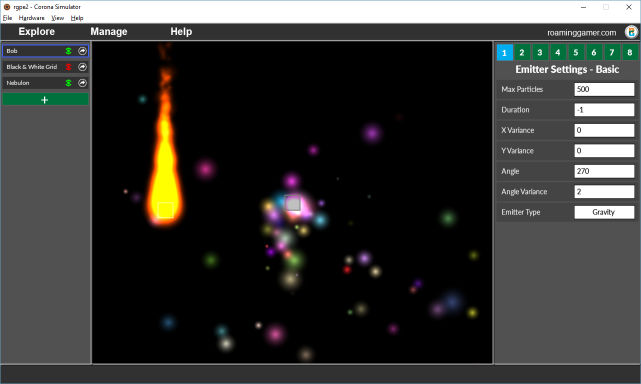 rgpe2 - Corona Simulator
File Hardware View Help
Explore Manage Help roaminggamer.com
Bob
Black & White Grid
Nebulon
+
1 2 3 4 5 6 7 8
Emitter Settings - Basic
Max Particles 500
Duration -1
X Variance 0
Y Variance 0
Angle 270
Angle Variance 2
Emitter Type Gravity